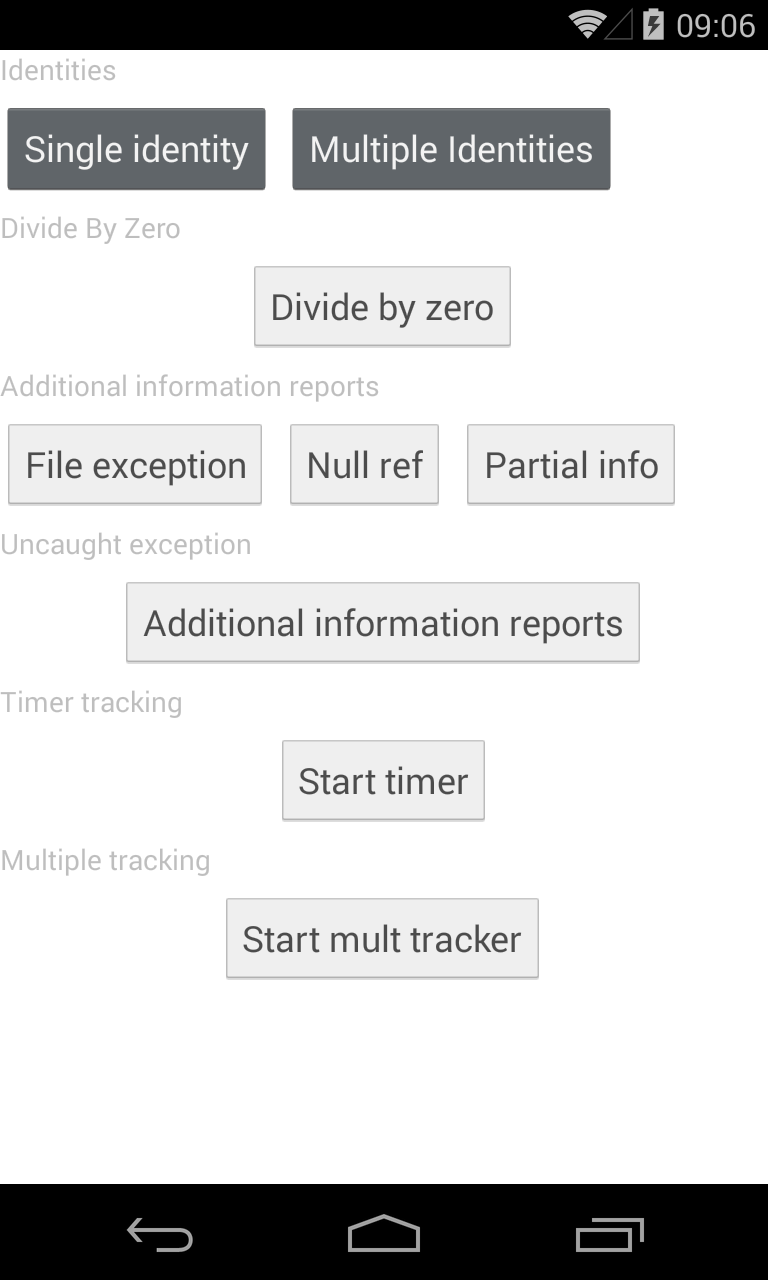 09:06
Identities
Single identity Multiple Identities
Divide By Zero
Divide by zero
Additional information reports
File exception Null ref Partial info
Uncaught exception
Additional information reports
Timer tracking
Start timer
Multiple tracking
Start mult tracker